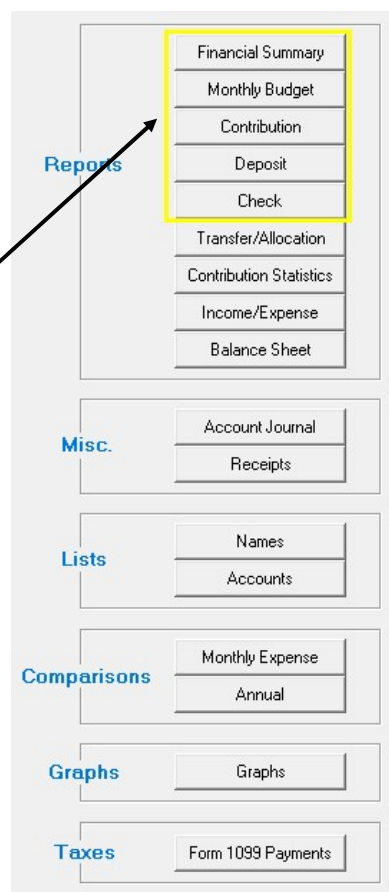 Reports
Financial Summary
Monthly Budget
Contribution
Deposit
Check
Transfer/Allocation
Contribution Statistics
Income/Expense
Balance Sheet
Misc.
Account Journal
Receipts
Lists
Names
Accounts
Comparisons
Monthly Expense
Annual
Graphs
Graphs
Taxes
Form 1099 Payments